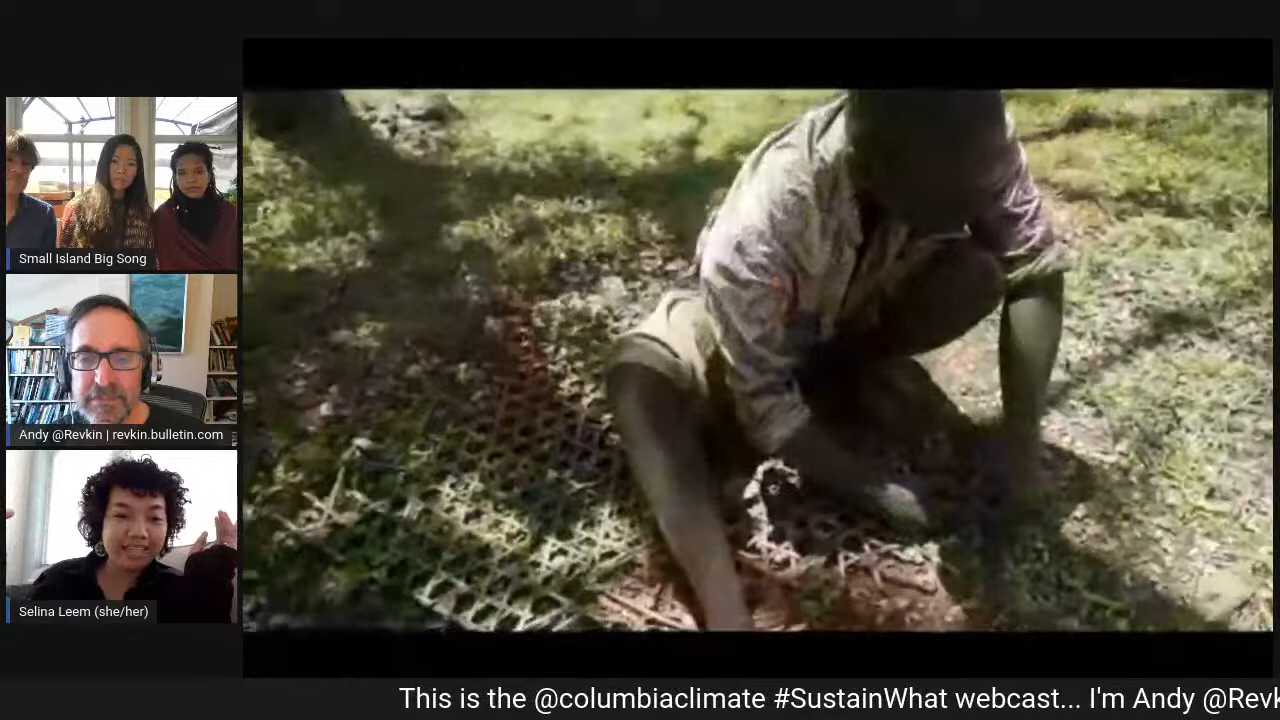 Small Island Big Song
Andy @Revkin | revkin.bulletin.com
Selina Leem (she/her)
This is the @columbiaclimate #SustainWhat webcast... I'm Andy @Revk